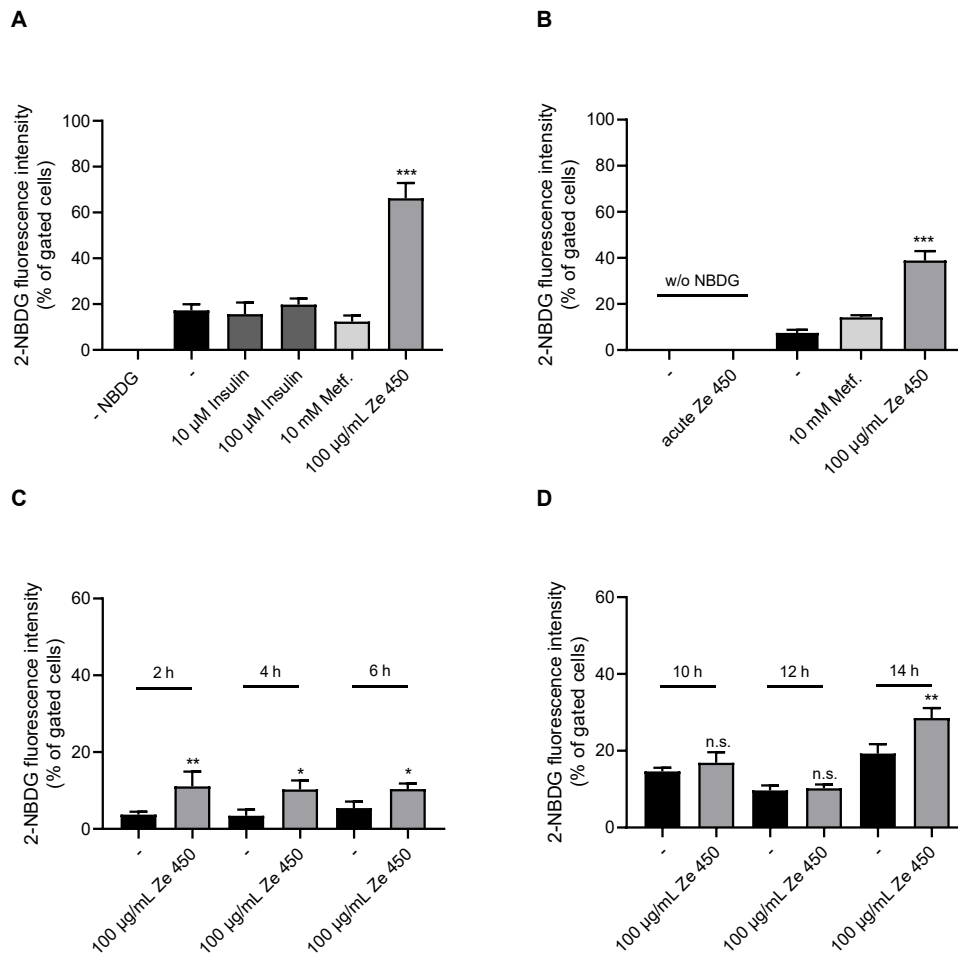 A
2-NBDG fluorescence intensity
(% of gated cells)
100
80
60
40
20
0
***
- NBDG
-
10 µM Insulin
100 µM Insulin
10 mM Metf.
100 µg/mL Ze 450
B
2-NBDG fluorescence intensity
(% of gated cells)
100
80
60
40
20
0
w/o NBDG
***
-
acute Ze 450
-
10 mM Metf.
100 µg/mL Ze 450
C
2-NBDG fluorescence intensity
(% of gated cells)
60
40
20
0
2 h
4 h
6 h
**
*
*
-
100 µg/mL Ze 450
-
100 µg/mL Ze 450
-
100 µg/mL Ze 450
D
2-NBDG fluorescence intensity
(% of gated cells)
60
40
20
0
10 h
12 h
14 h
n.s.
n.s.
**
-
100 µg/mL Ze 450
-
100 µg/mL Ze 450
-
100 µg/mL Ze 450